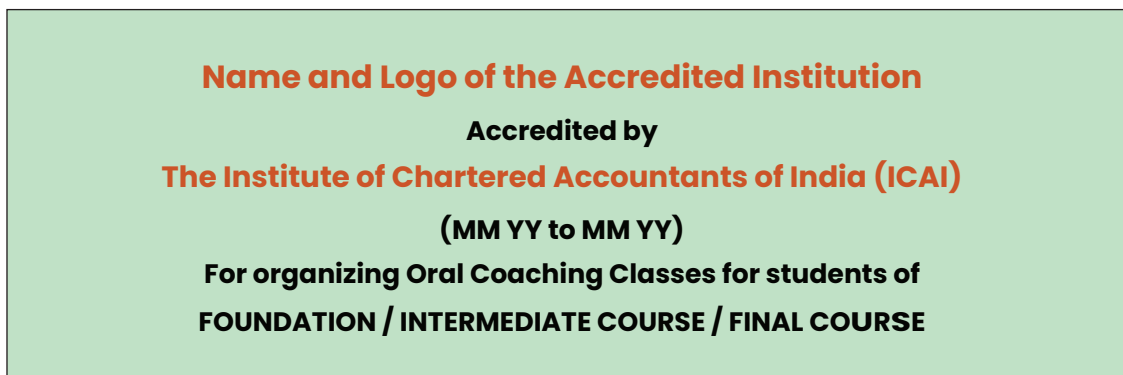 Name and Logo of the Accredited Institution
Accredited by
The Institute of Chartered Accountants of India (ICAI)
(MM YY to MM YY)
For organizing Oral Coaching Classes for students of
FOUNDATION / INTERMEDIATE COURSE / FINAL COURSE